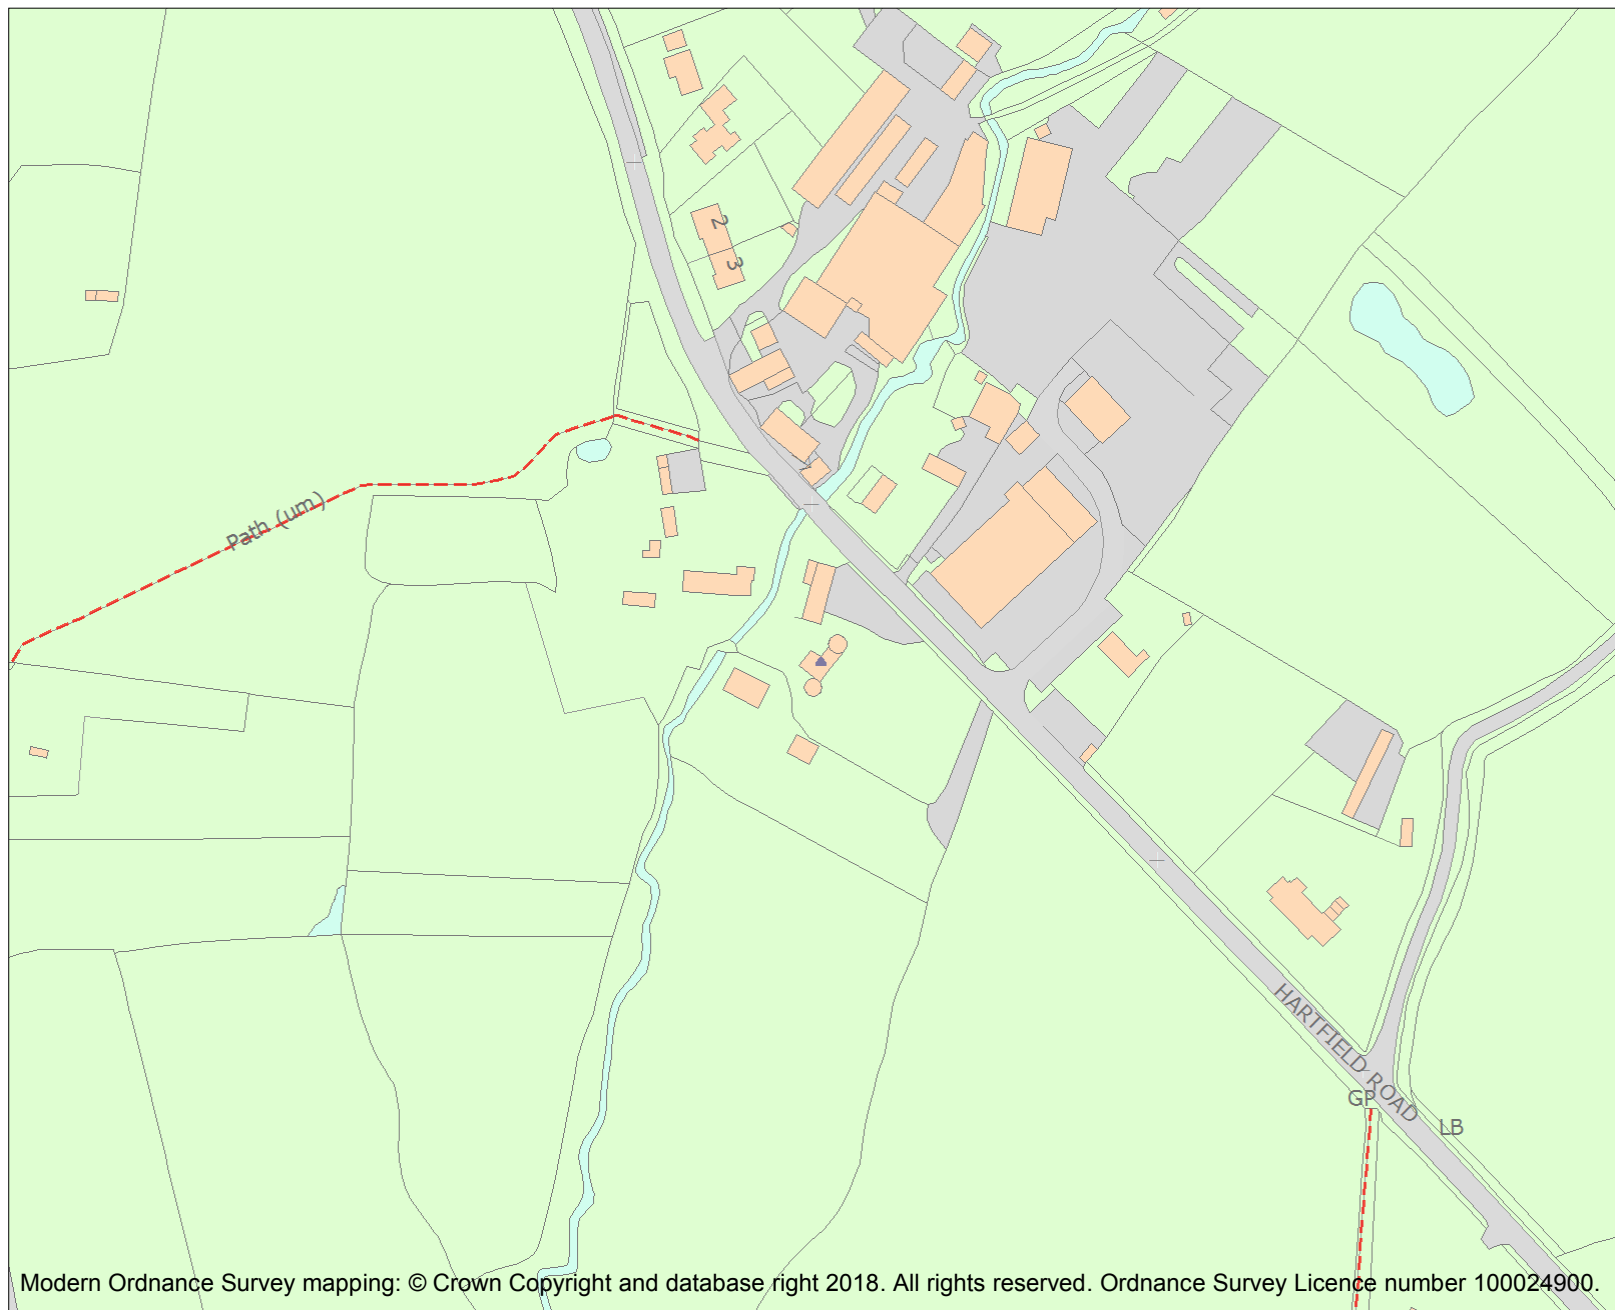 2
3
1
Path (um)
HARTFIELD ROAD
GP
LB
Modern Ordnance Survey mapping: © Crown Copyright and database right 2018. All rights reserved. Ordnance Survey Licence number 100024900.